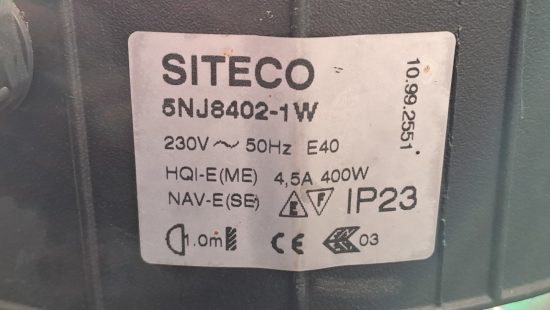 SITECO
5NJ8402-1W
230V ~ 50Hz E40
HQI-E(ME) 4,5A 400W
NAV-E(SE) E F IP23
1.0m CE 03
10.99.2551